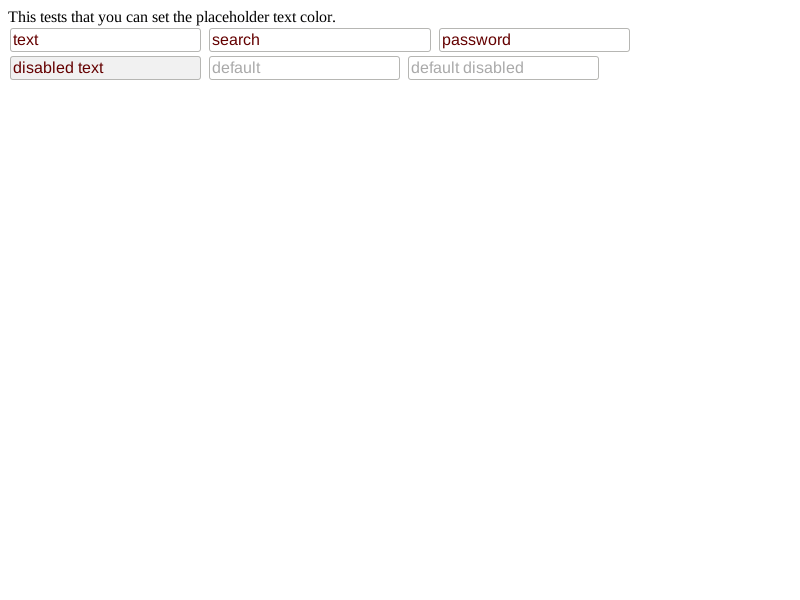 This tests that you can set the placeholder text color.
text search password
disabled text default default disabled